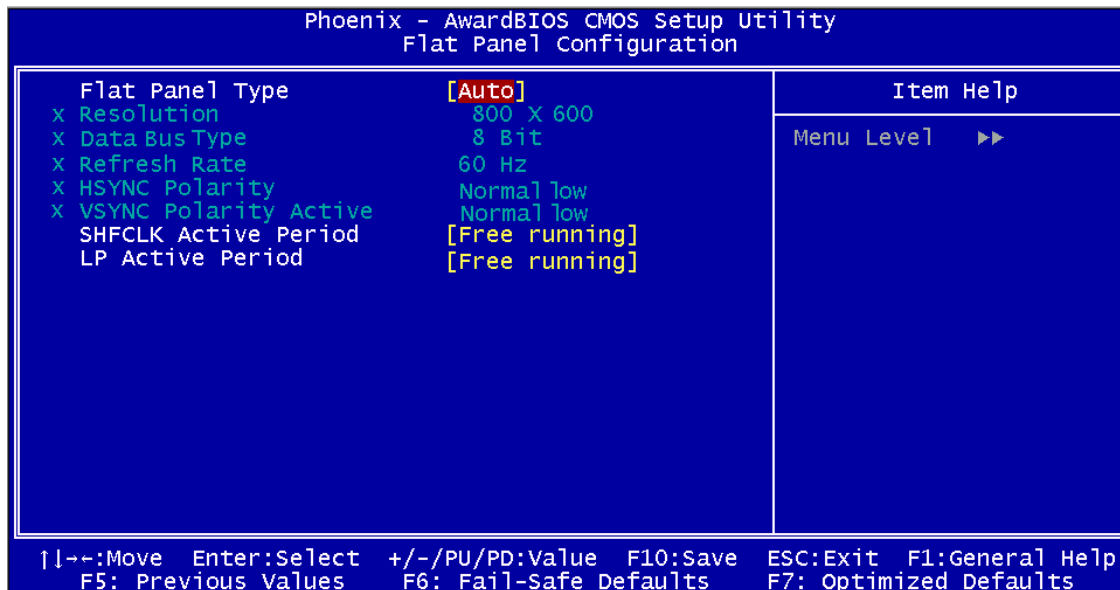 Phoenix - AwardBIOS CMOS Setup Utility
Flat Panel Configuration
Flat Panel Type [Auto]
x Resolution 800 X 600
x Data Bus Type 8 Bit
x Refresh Rate 60 Hz
x HSYNC Polarity Normal low
x VSYNC Polarity Active Normal low
SHFCLK Active Period [Free running]
LP Active Period [Free running]
Item Help
Menu Level ►►
↑↓→←:Move Enter:Select +/-/PU/PD:Value F10:Save ESC:Exit F1:General Help
F5: Previous Values F6: Fail-Safe Defaults F7: Optimized Defaults